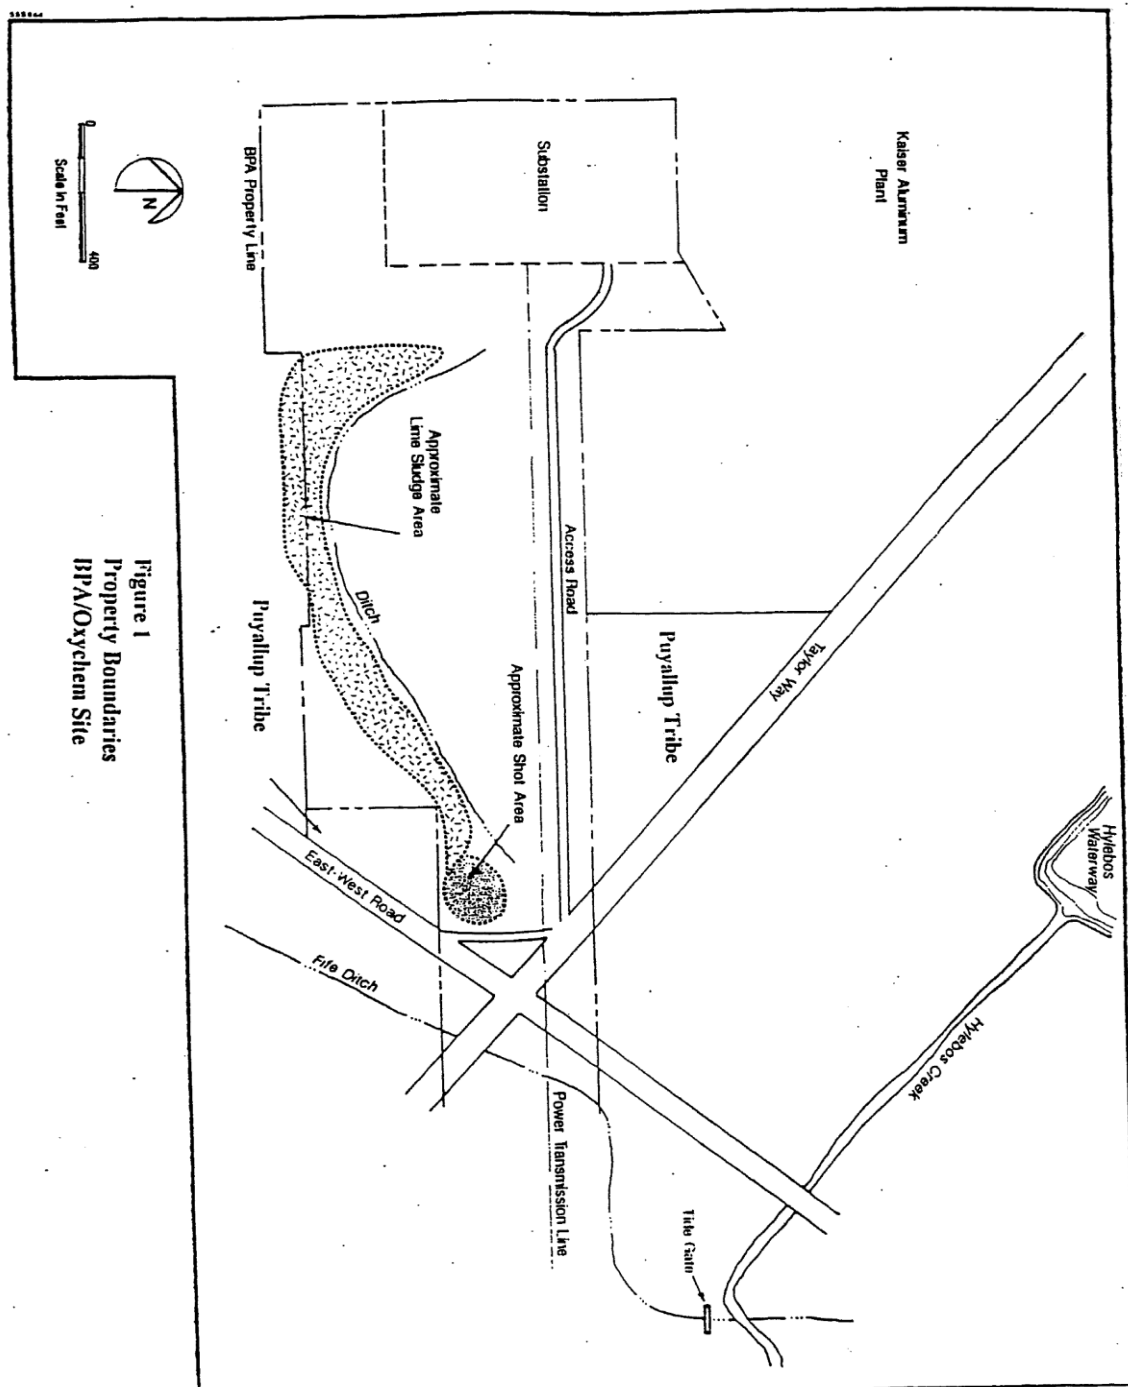 Kaiser Aluminum
Plant
Substation
BPA Property Line
N
0
400
Scale in Feet
Approximate
Lime Sludge Area
Access Road
Ditch
Puyallup Tribe
Puyallup Tribe
Taylor Way
Approximate Shot Area
Hylebos
Waterway
Hylebos Creek
East-West Road
Fife Ditch
Power Transmission Line
Tide Gate
Figure 1
Property Boundaries
BPA/Oxychem Site